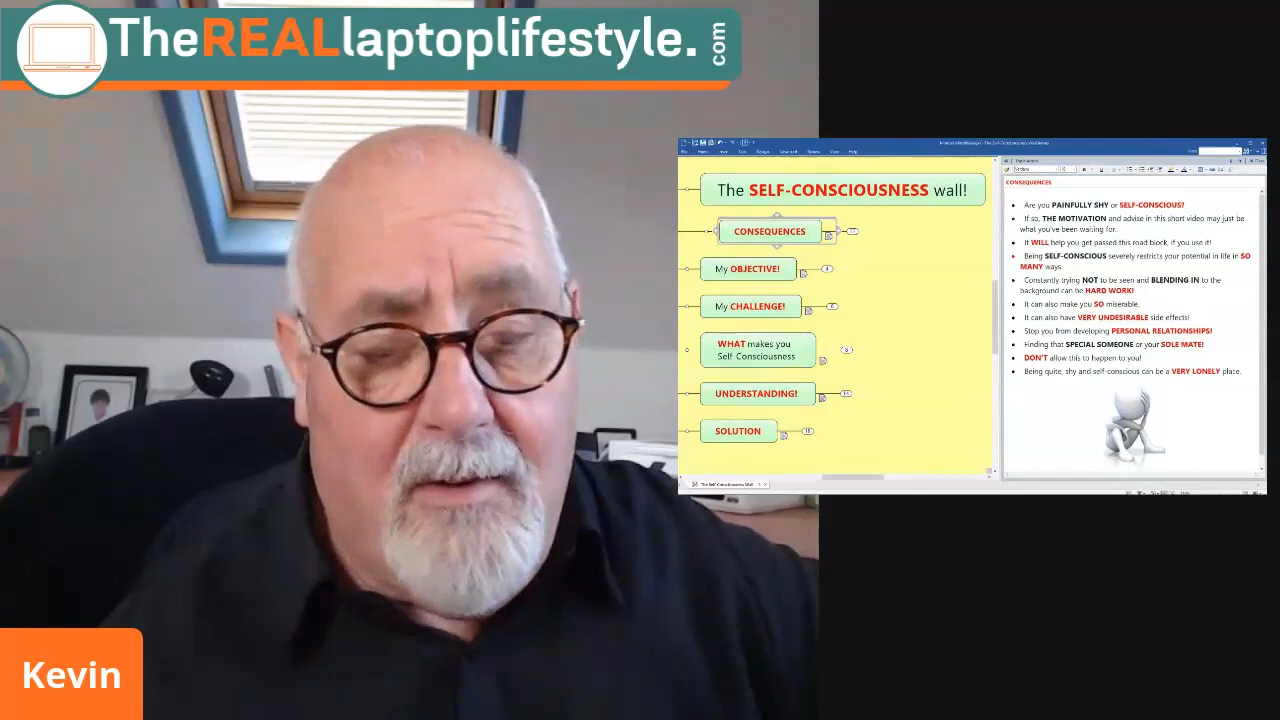 TheREALlaptoplifestyle.com
The SELF-CONSCIOUSNESS wall!
CONSEQUENCES
My OBJECTIVE!
My CHALLENGE!
WHAT makes you
Self Consciousness
UNDERSTANDING!
SOLUTION
The Self Consciousness Wall
CONSEQUENCES
Are you PAINFULLY SHY or SELF-CONSCIOUS?
If so, THE MOTIVATION and advise in this short video may just be
what you've been waiting for.
It WILL help you get passed this road block, if you use it!
Being SELF-CONSCIOUS severely restricts your potential in life in SO
MANY ways.
Constantly trying NOT to be seen and BLENDING IN to the
background can be HARD WORK!
It can also make you SO miserable.
It can also have VERY UNDESIRABLE side effects!
Stop you from developing PERSONAL RELATIONSHIPS!
Finding that SPECIAL SOMEONE or your SOLE MATE!
DON'T allow this to happen to you!
Being quite, shy and self-conscious can be a VERY LONELY place.
Kevin